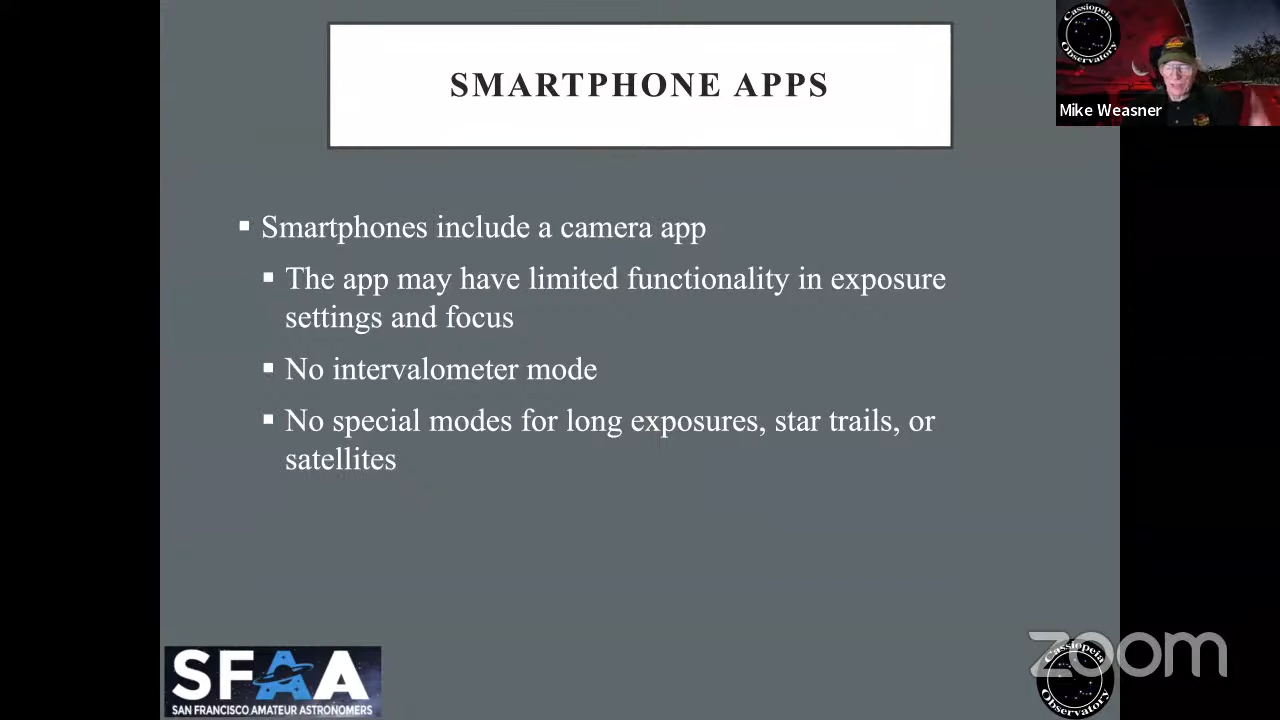 SMARTPHONE APPS
Cassiopeia
Observatory
Mike Weasner
▪ Smartphones include a camera app
▪ The app may have limited functionality in exposure
settings and focus
▪ No intervalometer mode
▪ No special modes for long exposures, star trails, or
satellites
SFAA
SAN FRANCISCO AMATEUR ASTRONOMERS
zoom
Cassiopeia
Observatory